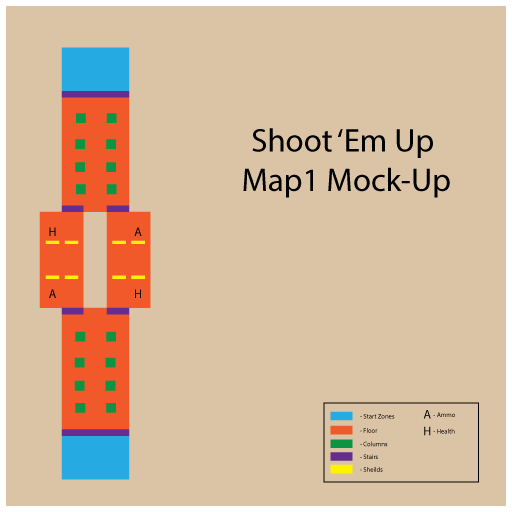 Shoot ‘Em Up
Map1 Mock-Up
H
A
A
H
- Start Zones
A - Ammo
- Floor
H - Health
- Columns
- Stairs
- Sheilds